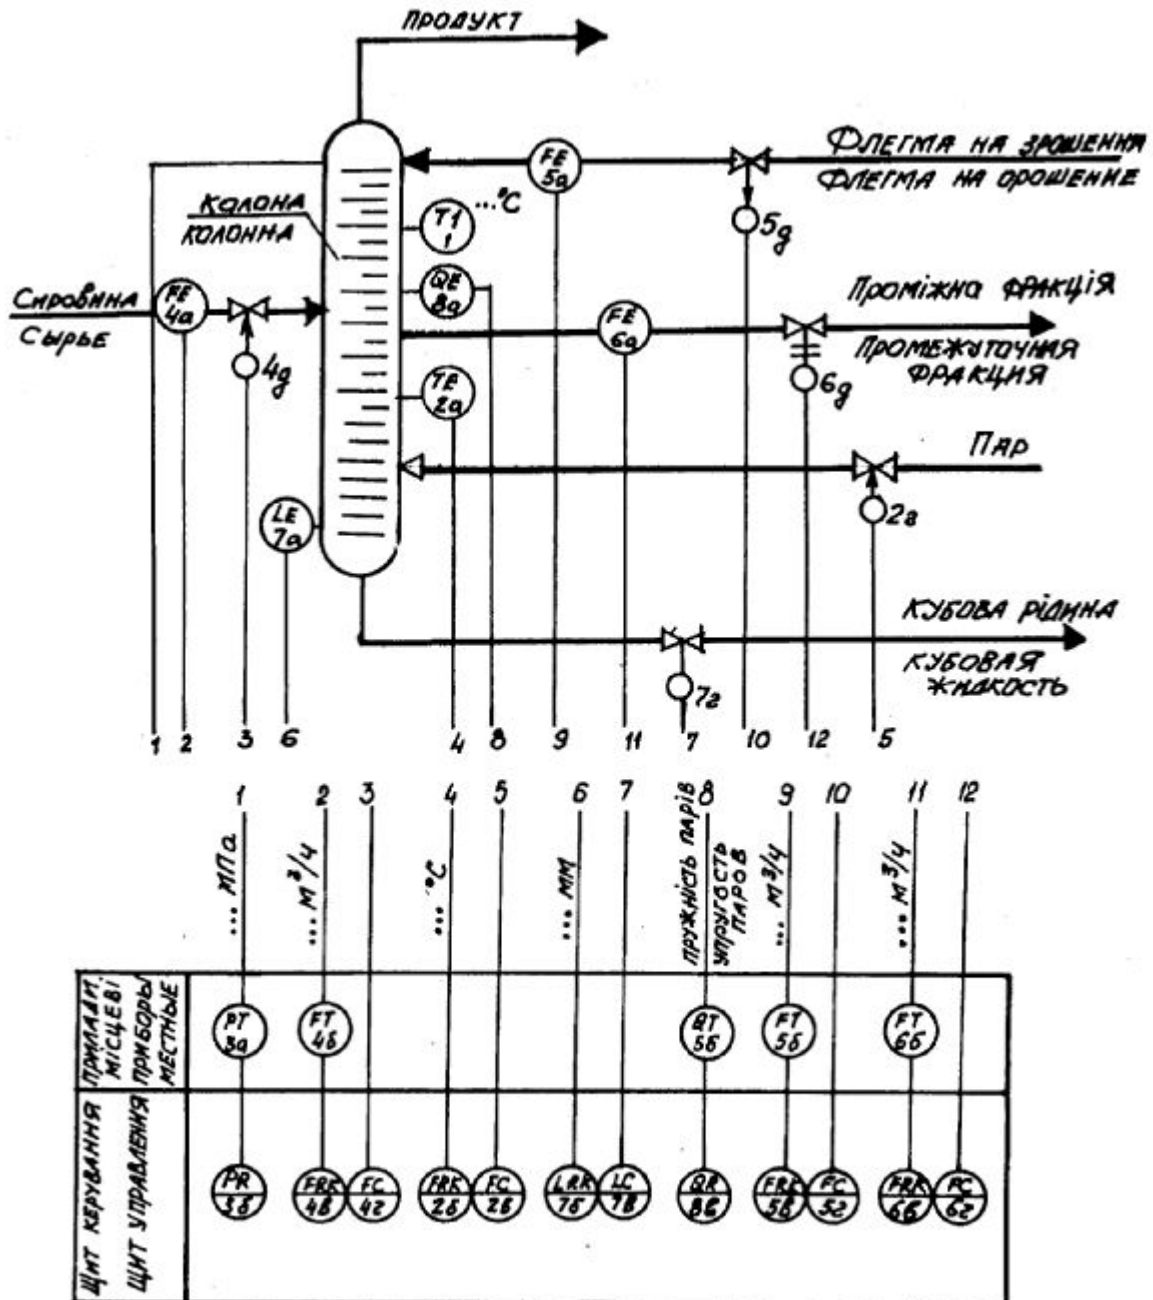 ПРОДУКТ
ФЛЕГМА НА ЗРОШЕННЯ
ФЛЕГМА НА ОРОШЕНИЕ
FE
5а
5д
...°C
Т1
1
КОЛОНА
КОЛОННА
QE
8а
Сировина
Сырье
FE
4а
4д
FE
6а
6д
Проміжна фракція
ПРОМЕЖУТОЧНАЯ
ФРАКЦИЯ
TE
2а
ПАР
2г
LE
7а
КУБОВА РІДИНА
КУБОВАЯ
ЖИДКОСТЬ
7г
1 2 3 6 4 8 9 11 7 10 12 5
1 2 3 4 5 6 7 8 9 10 11 12
... МПа
... м³/ч
... °C
... мм
ПРУЖНІСТЬ ПАРІВ
УПРУГОСТЬ
ПАРОВ
... м³/ч
... м³/ч
ПРИЛАДИ
МІСЦЕВІ
ПРИБОРЫ
МЕСТНЫЕ
PT
3а
FT
4б
QT
5б
FT
5б
FT
6б
ЩИТ КЕРУВАННЯ
ЩИТ УПРАВЛЕНИЯ
PR
3б
FRK
4в
FC
4г
FRK
2б
FC
2в
LRK
7б
LC
7в
QR
8в
FRK
5в
FC
5г
FRK
6в
FC
6г